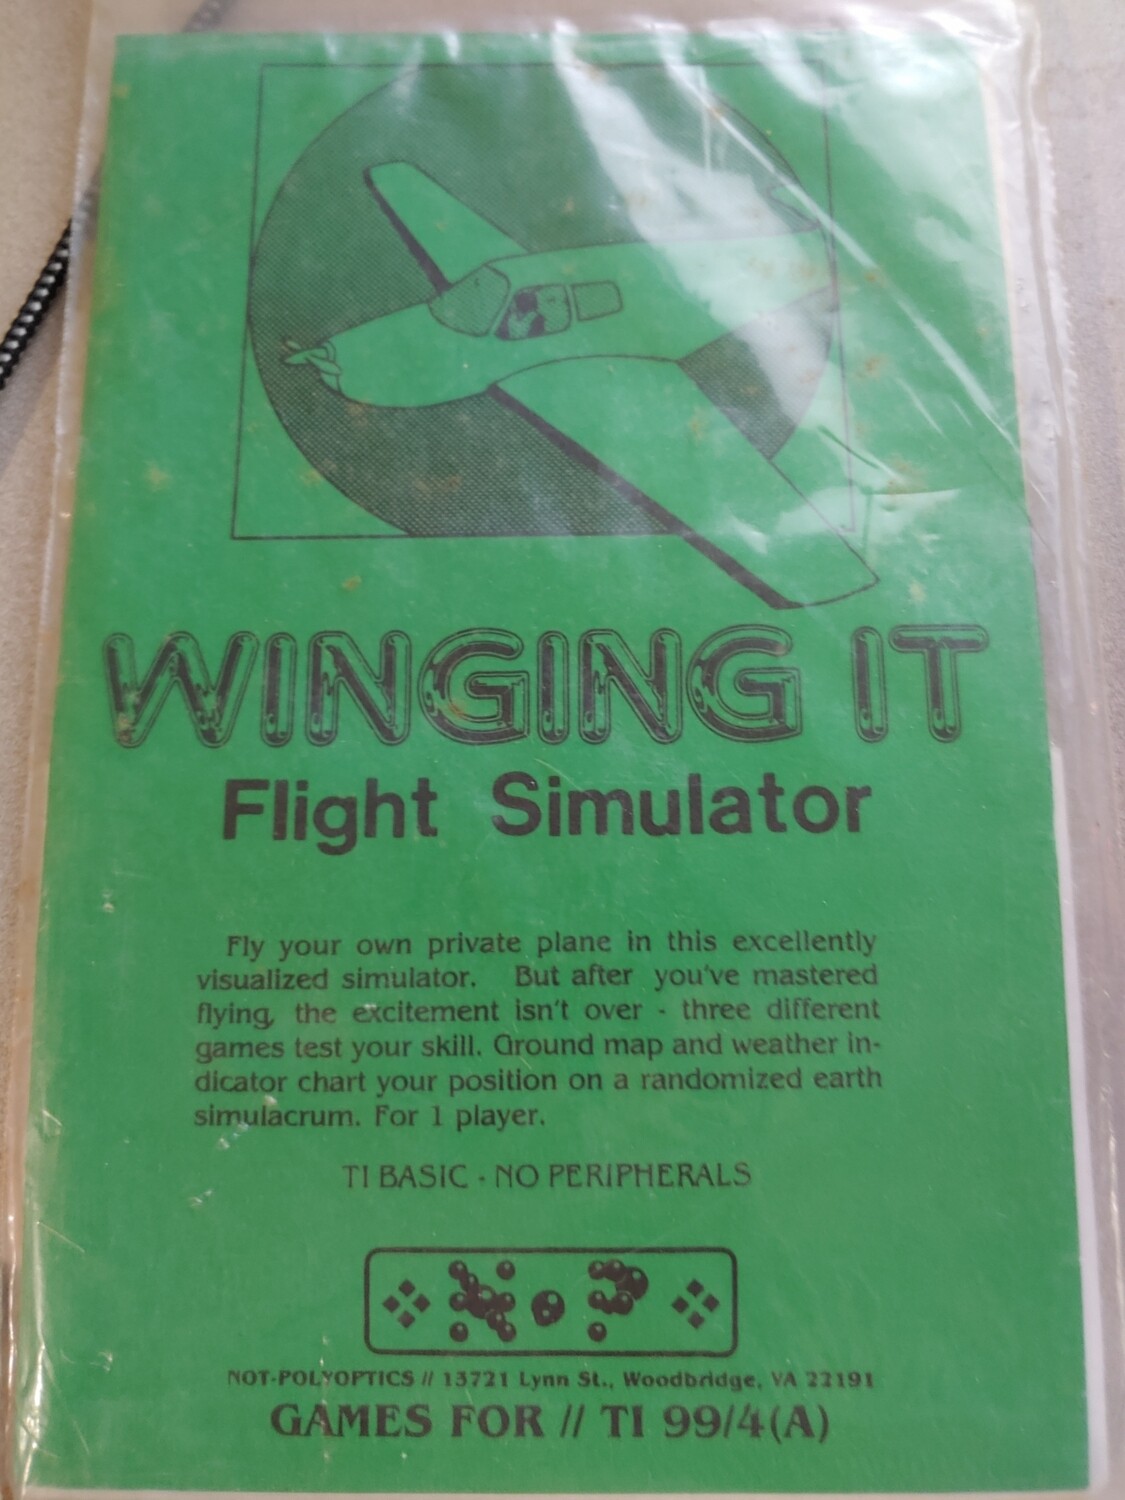 WINGING IT
Flight Simulator
Fly your own private plane in this excellently
visualized simulator. But after you've mastered
flying, the excitement isn't over - three different
games test your skill. Ground map and weather in-
dicator chart your position on a randomized earth
simulacrum. For 1 player.
TI BASIC - NO PERIPHERALS
N.P
NOT-POLYOPTICS // 13721 Lynn St., Woodbridge, VA 22191
GAMES FOR // TI 99/4(A)